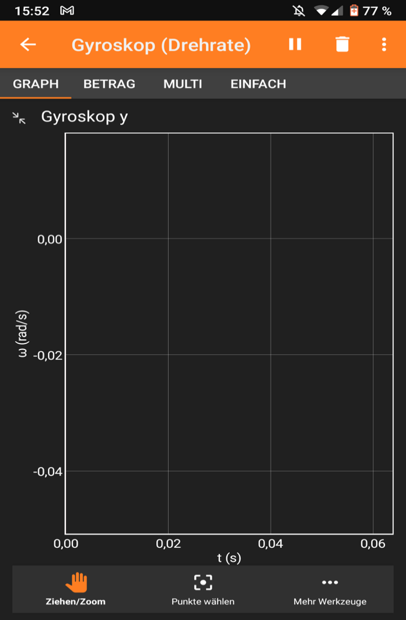 15:52 77 %
Gyroskop (Drehrate)
GRAPH BETRAG MULTI EINFACH
Gyroskop y
0,00
ω (rad/s)
-0,02
-0,04
0,00 0,02 0,04 0,06
t (s)
Ziehen/Zoom Punkte wählen Mehr Werkzeuge